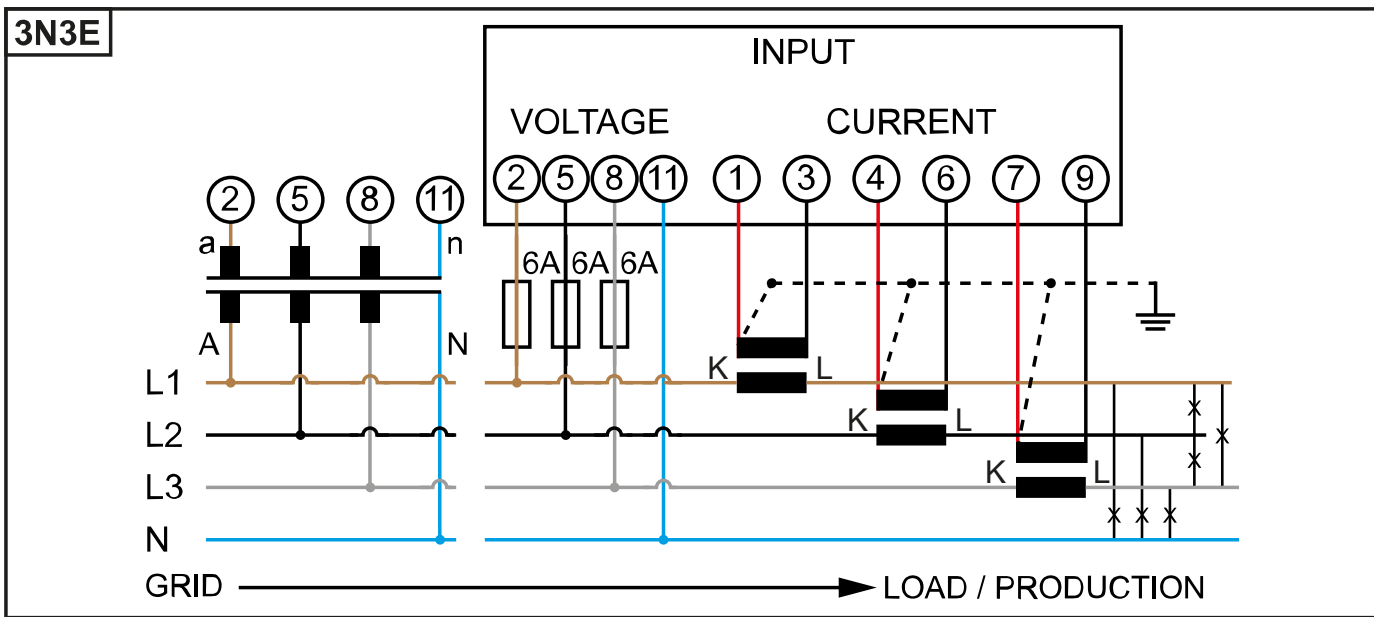 3N3E
INPUT
VOLTAGE CURRENT
2 5 8 11 1 3 4 6 7 9
2 5 8 11
a n
6A 6A 6A
A N
K L
L1
K L
L2
K L
L3
X X X X X X
N
GRID LOAD / PRODUCTION